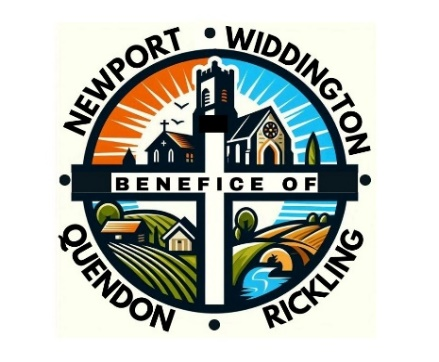 NEWPORT • WIDDINGTON
BENEFICE OF
QUENDON • RICKLING